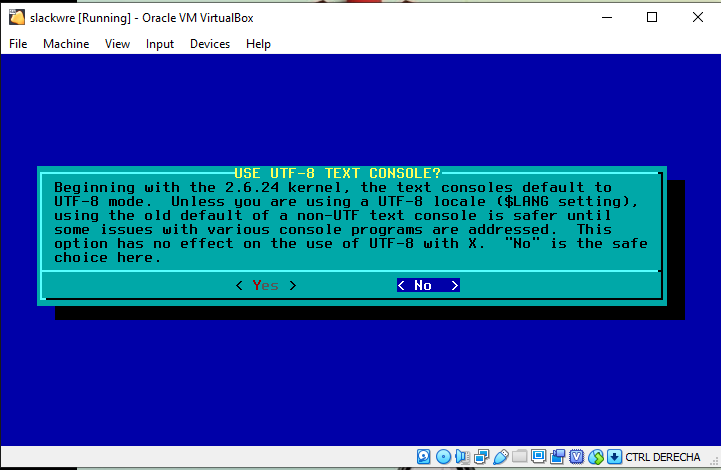 slackwre [Running] - Oracle VM VirtualBox
File Machine View Input Devices Help
USE UTF-8 TEXT CONSOLE?
Beginning with the 2.6.24 kernel, the text consoles default to
UTF-8 mode.  Unless you are using a UTF-8 locale ($LANG setting),
using the old default of a non-UTF text console is safer until
some issues with various console programs are addressed.  This
option has no effect on the use of UTF-8 with X.  "No" is the safe
choice here.
< Yes > < No >
CTRL DERECHA